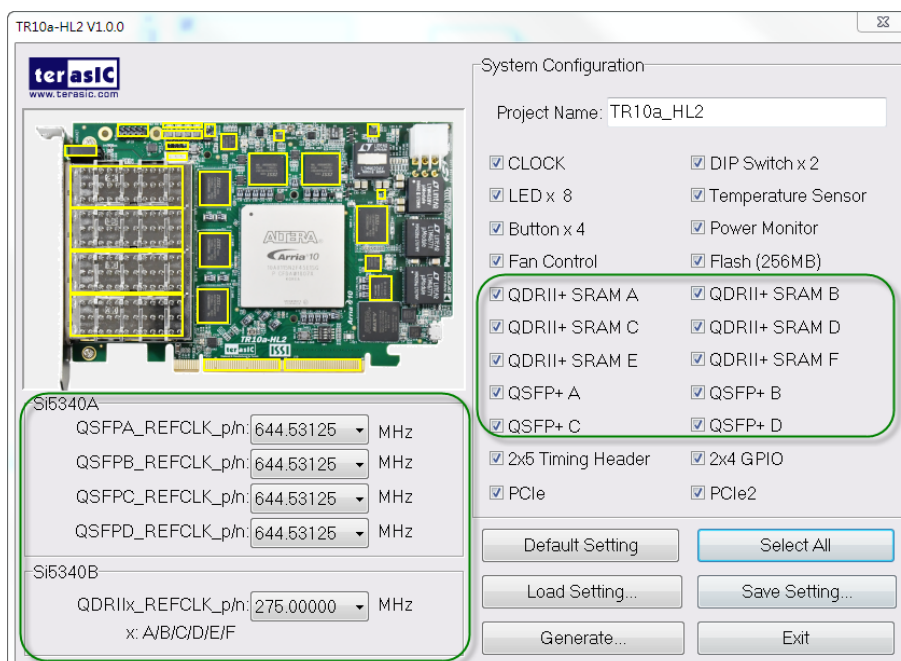 TR10a-HL2 V1.0.0
terasIC
www.terasic.com
System Configuration
Project Name: TR10a_HL2
CLOCK
DIP Switch x 2
LED x 8
Temperature Sensor
Button x 4
Power Monitor
Fan Control
Flash (256MB)
QDRII+ SRAM A
QDRII+ SRAM B
QDRII+ SRAM C
QDRII+ SRAM D
QDRII+ SRAM E
QDRII+ SRAM F
QSFP+ A
QSFP+ B
QSFP+ C
QSFP+ D
2x5 Timing Header
2x4 GPIO
PCIe
PCIe2
ALTERA
Arria 10
TR10a-HL2
terasIC ISSI
Si5340A
QSFPA_REFCLK_p/n: 644.53125 MHz
QSFPB_REFCLK_p/n: 644.53125 MHz
QSFPC_REFCLK_p/n: 644.53125 MHz
QSFPD_REFCLK_p/n: 644.53125 MHz
Si5340B
QDRIIx_REFCLK_p/n: 275.00000 MHz
x: A/B/C/D/E/F
Default Setting
Select All
Load Setting...
Save Setting...
Generate...
Exit